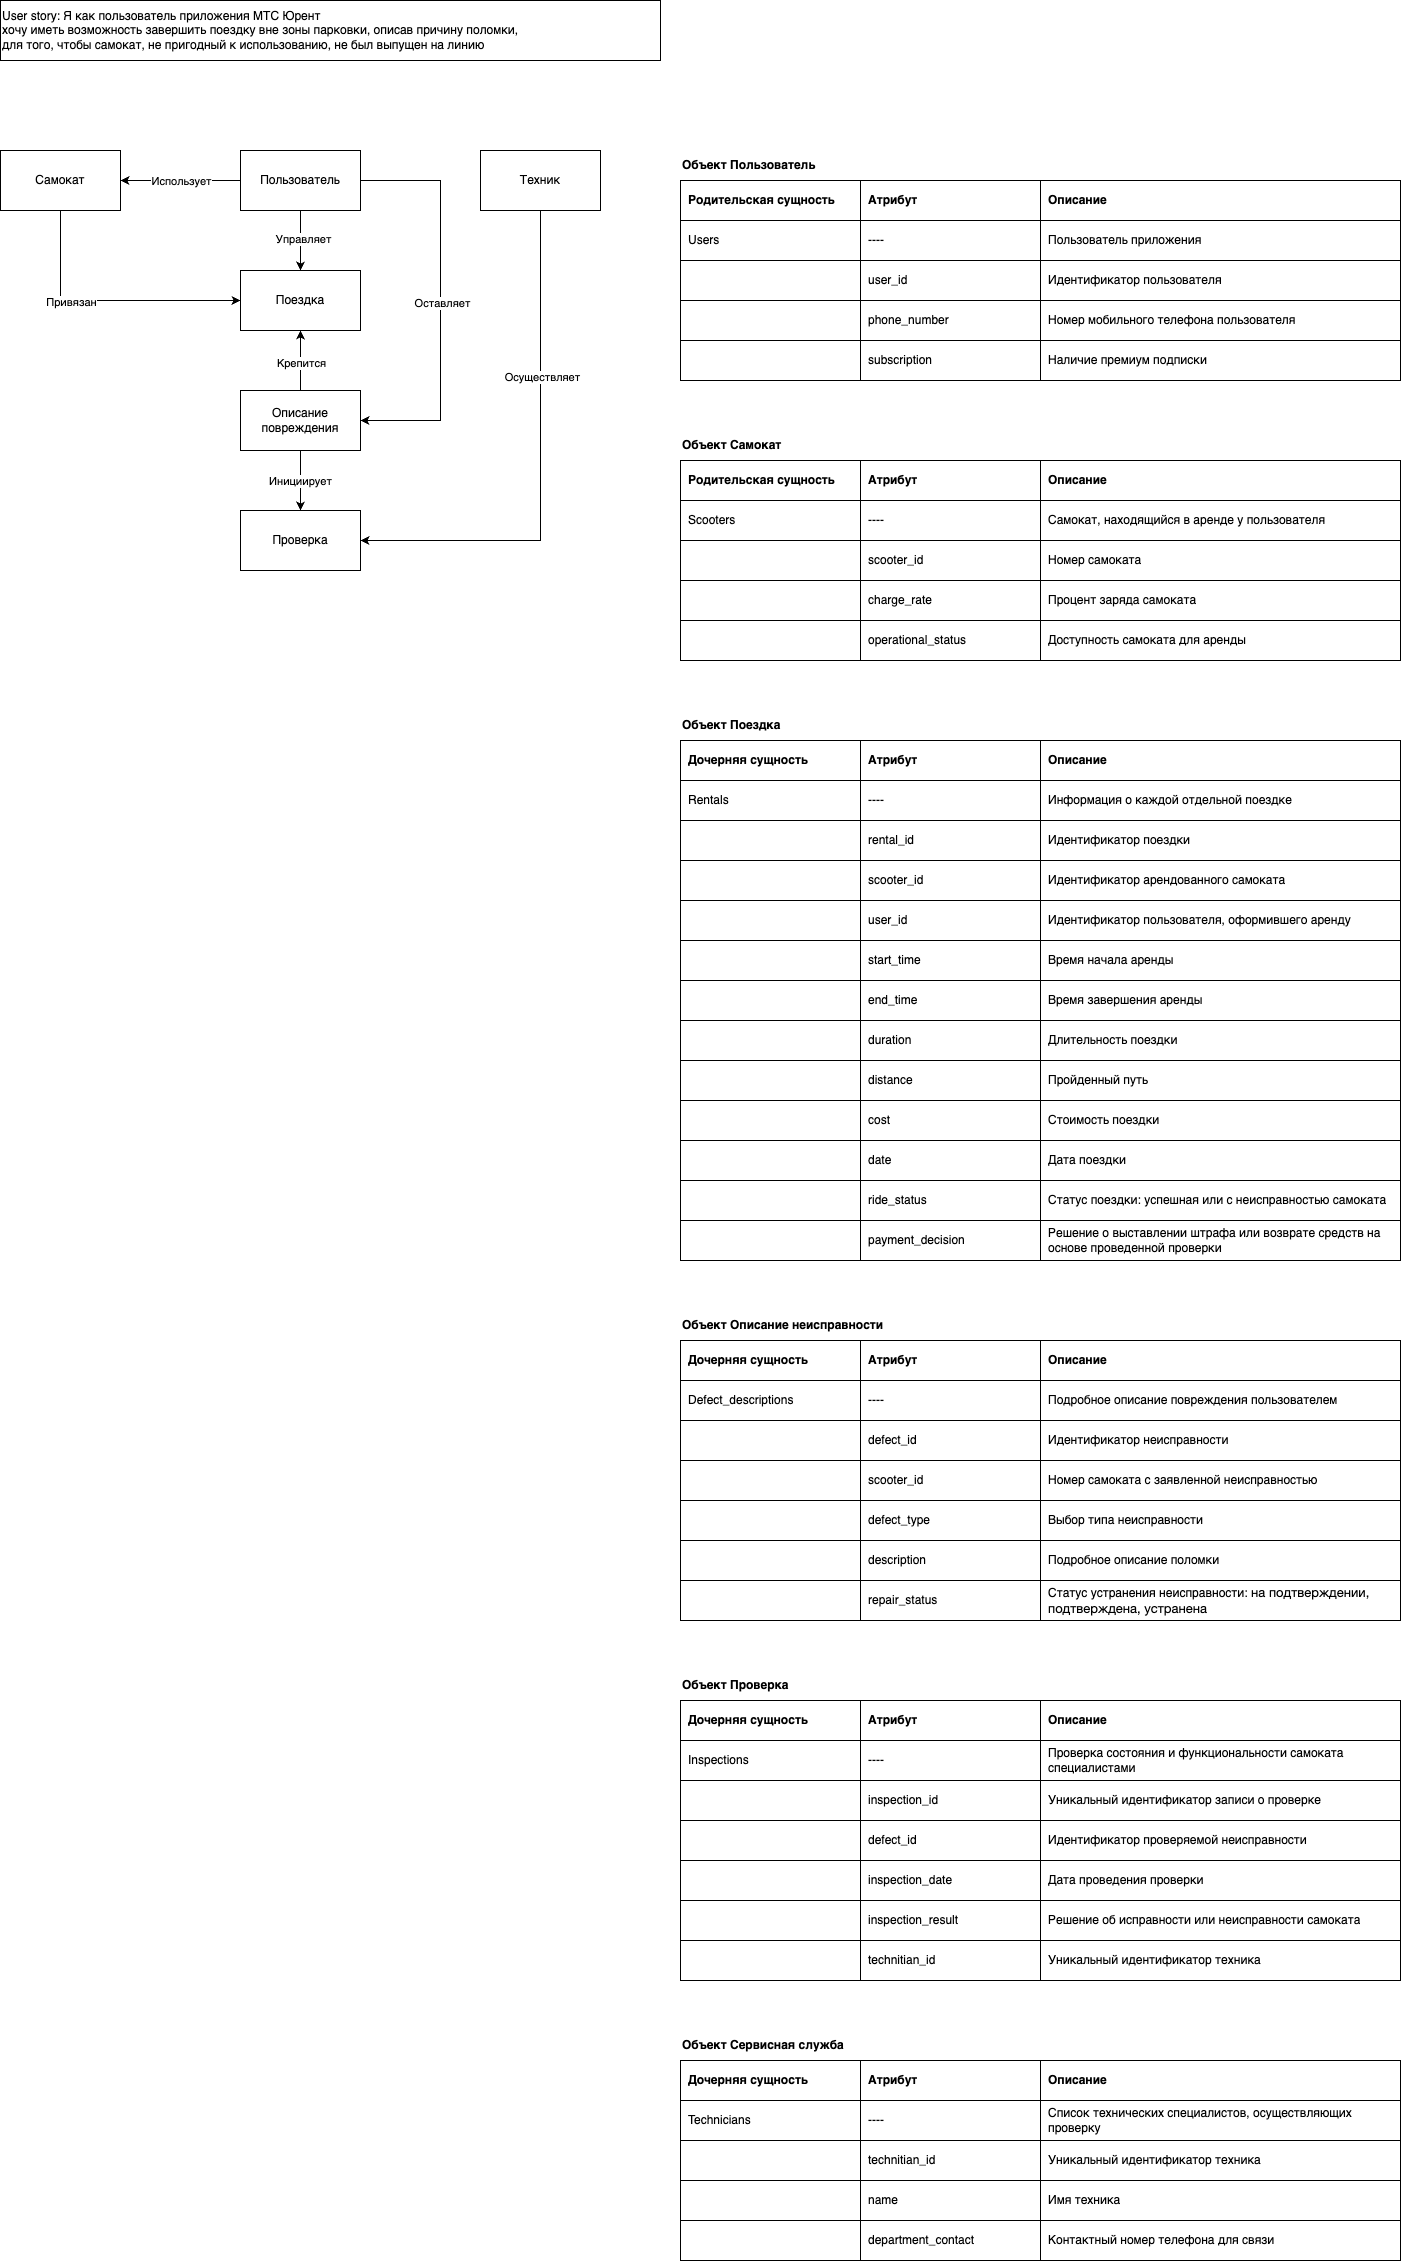 User story: Я как пользователь приложения МТС Юрент
хочу иметь возможность завершить поездку вне зоны парковки, описав причину поломки,
для того, чтобы самокат, не пригодный к использованию, не был выпущен на линию
Самокат
Использует
Пользователь
Техник
Управляет
Поездка
Привязан
Оставляет
Крепится
Осуществляет
Описание
повреждения
Инициирует
Проверка
Объект Пользователь
Родительская сущность Атрибут Описание
Users ---- Пользователь приложения
user_id Идентификатор пользователя
phone_number Номер мобильного телефона пользователя
subscription Наличие премиум подписки
Объект Самокат
Родительская сущность Атрибут Описание
Scooters ---- Самокат, находящийся в аренде у пользователя
scooter_id Номер самоката
charge_rate Процент заряда самоката
operational_status Доступность самоката для аренды
Объект Поездка
Дочерняя сущность Атрибут Описание
Rentals ---- Информация о каждой отдельной поездке
rental_id Идентификатор поездки
scooter_id Идентификатор арендованного самоката
user_id Идентификатор пользователя, оформившего аренду
start_time Время начала аренды
end_time Время завершения аренды
duration Длительность поездки
distance Пройденный путь
cost Стоимость поездки
date Дата поездки
ride_status Статус поездки: успешная или с неисправностью самоката
payment_decision Решение о выставлении штрафа или возврате средств на
основе проведенной проверки
Объект Описание неисправности
Дочерняя сущность Атрибут Описание
Defect_descriptions ---- Подробное описание повреждения пользователем
defect_id Идентификатор неисправности
scooter_id Номер самоката с заявленной неисправностью
defect_type Выбор типа неисправности
description Подробное описание поломки
repair_status Статус устранения неисправности: на подтверждении,
подтверждена, устранена
Объект Проверка
Дочерняя сущность Атрибут Описание
Inspections ---- Проверка состояния и функциональности самоката
специалистами
inspection_id Уникальный идентификатор записи о проверке
defect_id Идентификатор проверяемой неисправности
inspection_date Дата проведения проверки
inspection_result Решение об исправности или неисправности самоката
technitian_id Уникальный идентификатор техника
Объект Сервисная служба
Дочерняя сущность Атрибут Описание
Technicians ---- Список технических специалистов, осуществляющих
проверку
technitian_id Уникальный идентификатор техника
name Имя техника
department_contact Контактный номер телефона для связи